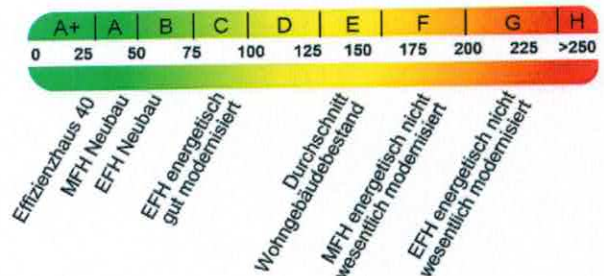 A+ A B C D E F G H
0 25 50 75 100 125 150 175 200 225 >250
Effizienzhaus 40
MFH Neubau
EFH Neubau
EFH energetisch
gut modernisiert
Durchschnitt
Wohngebäudebestand
MFH energetisch nicht
wesentlich modernisiert
EFH energetisch nicht
wesentlich modernisiert